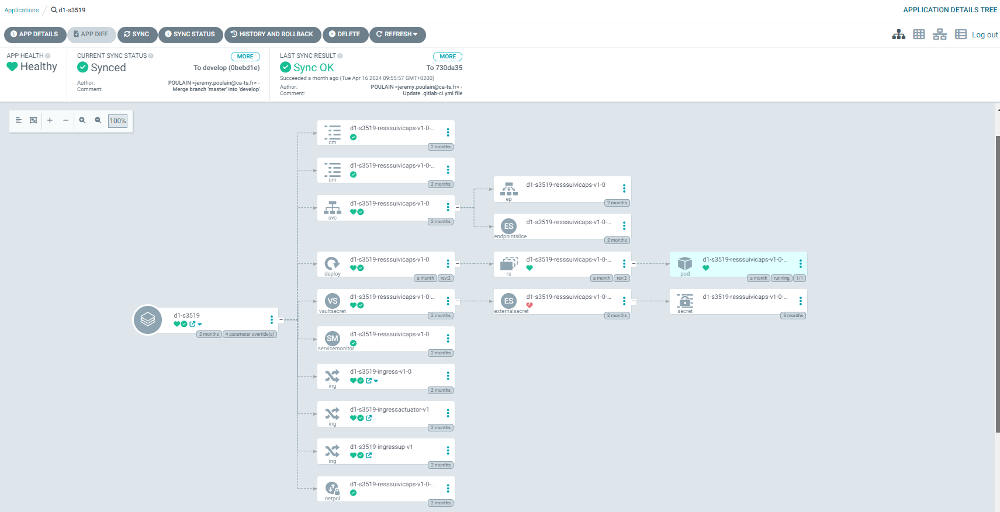 Applications / d1-s3519
APPLICATION DETAILS TREE
APP DETAILS APP DIFF SYNC SYNC STATUS HISTORY AND ROLLBACK DELETE REFRESH
Log out
APP HEALTH
Healthy
CURRENT SYNC STATUS MORE
Synced To develop (0bebd1e)
Author: POULAIN <jeremy.poulain@ca-ts.fr> -
Comment: Merge branch 'master' into 'develop'
LAST SYNC RESULT MORE
Sync OK To 730da35
Succeeded a month ago (Tue Apr 16 2024 09:55:57 GMT+0200)
Author: POULAIN <jeremy.poulain@ca-ts.fr> -
Comment: Update .gitlab-ci.yml file
100%
d1-s3519
2 months 4 parameter override(s)
d1-s3519-resssuivicaps-v1-0-...
cm
2 months
d1-s3519-resssuivicaps-v1-0-...
cm
2 months
d1-s3519-resssuivicaps-v1-0
svc
2 months
d1-s3519-resssuivicaps-v1-0
ep
2 months
ES
d1-s3519-resssuivicaps-v1-0-...
endpointslice
2 months
d1-s3519-resssuivicaps-v1-0
deploy
a month rev:2
d1-s3519-resssuivicaps-v1-0-...
rs
a month rev:2
d1-s3519-resssuivicaps-v1-0-...
pod
a month running 1/1
VS
d1-s3519-resssuivicaps-v1-0-...
vaultsecret
2 months
ES
d1-s3519-resssuivicaps-v1-0-...
externalsecret
2 months
d1-s3519-resssuivicaps-v1-0-...
secret
8 months
SM
d1-s3519-resssuivicaps-v1-0
servicemonitor
2 months
d1-s3519-ingress-v1-0
ing
2 months
d1-s3519-ingressactuator-v1
ing
2 months
d1-s3519-ingressup-v1
ing
2 months
d1-s3519-resssuivicaps-v1-0-...
netpol
2 months